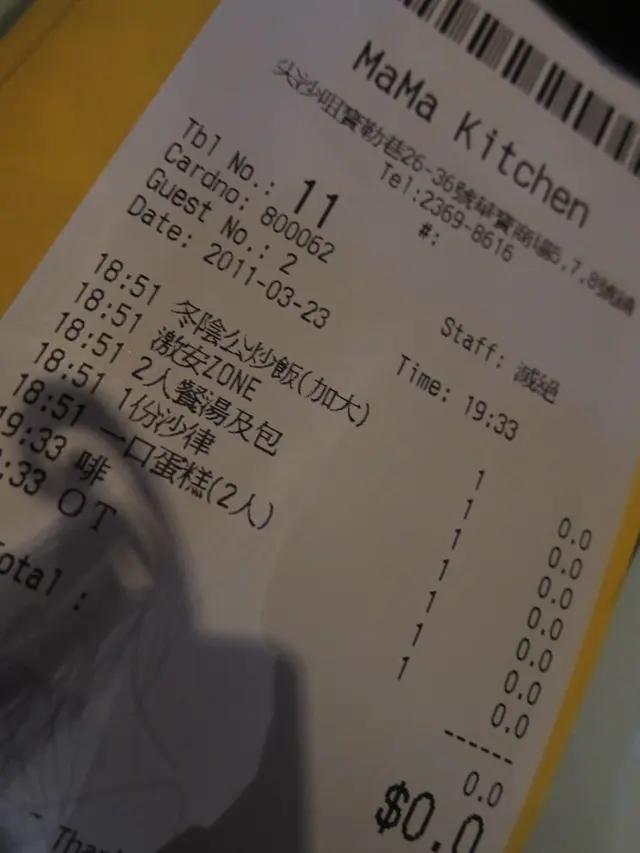 MaMa Kitchen
尖沙咀寶勒巷26-36號華寶商場5,7,8號舖
Tel:2369-8616
#:
Tbl No.: 11
Cardno: 800062
Guest No.: 2 Staff: 滅絕
Date: 2011-03-23 Time: 19:33
18:51 冬陰公炒飯(加大) 1 0.0
18:51 激安ZONE 1 0.0
18:51 2人餐湯及包 1 0.0
18:51 1份沙律 1 0.0
18:51 一口蛋糕(2人) 1 0.0
9:33 啡 1 0.0
:33 OT 1 0.0
------
otal : 0.0
$0.0